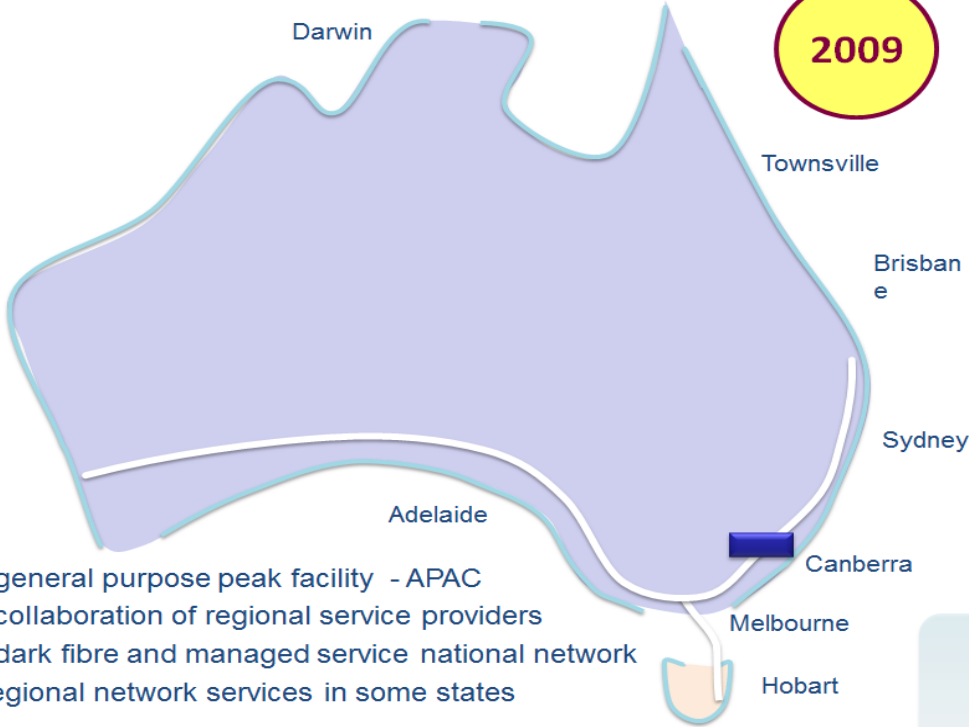 Darwin
2009
Townsville
Brisban
e
Sydney
Adelaide
Canberra
general purpose peak facility - APAC
collaboration of regional service providers
Melbourne
dark fibre and managed service national network
egional network services in some states
Hobart